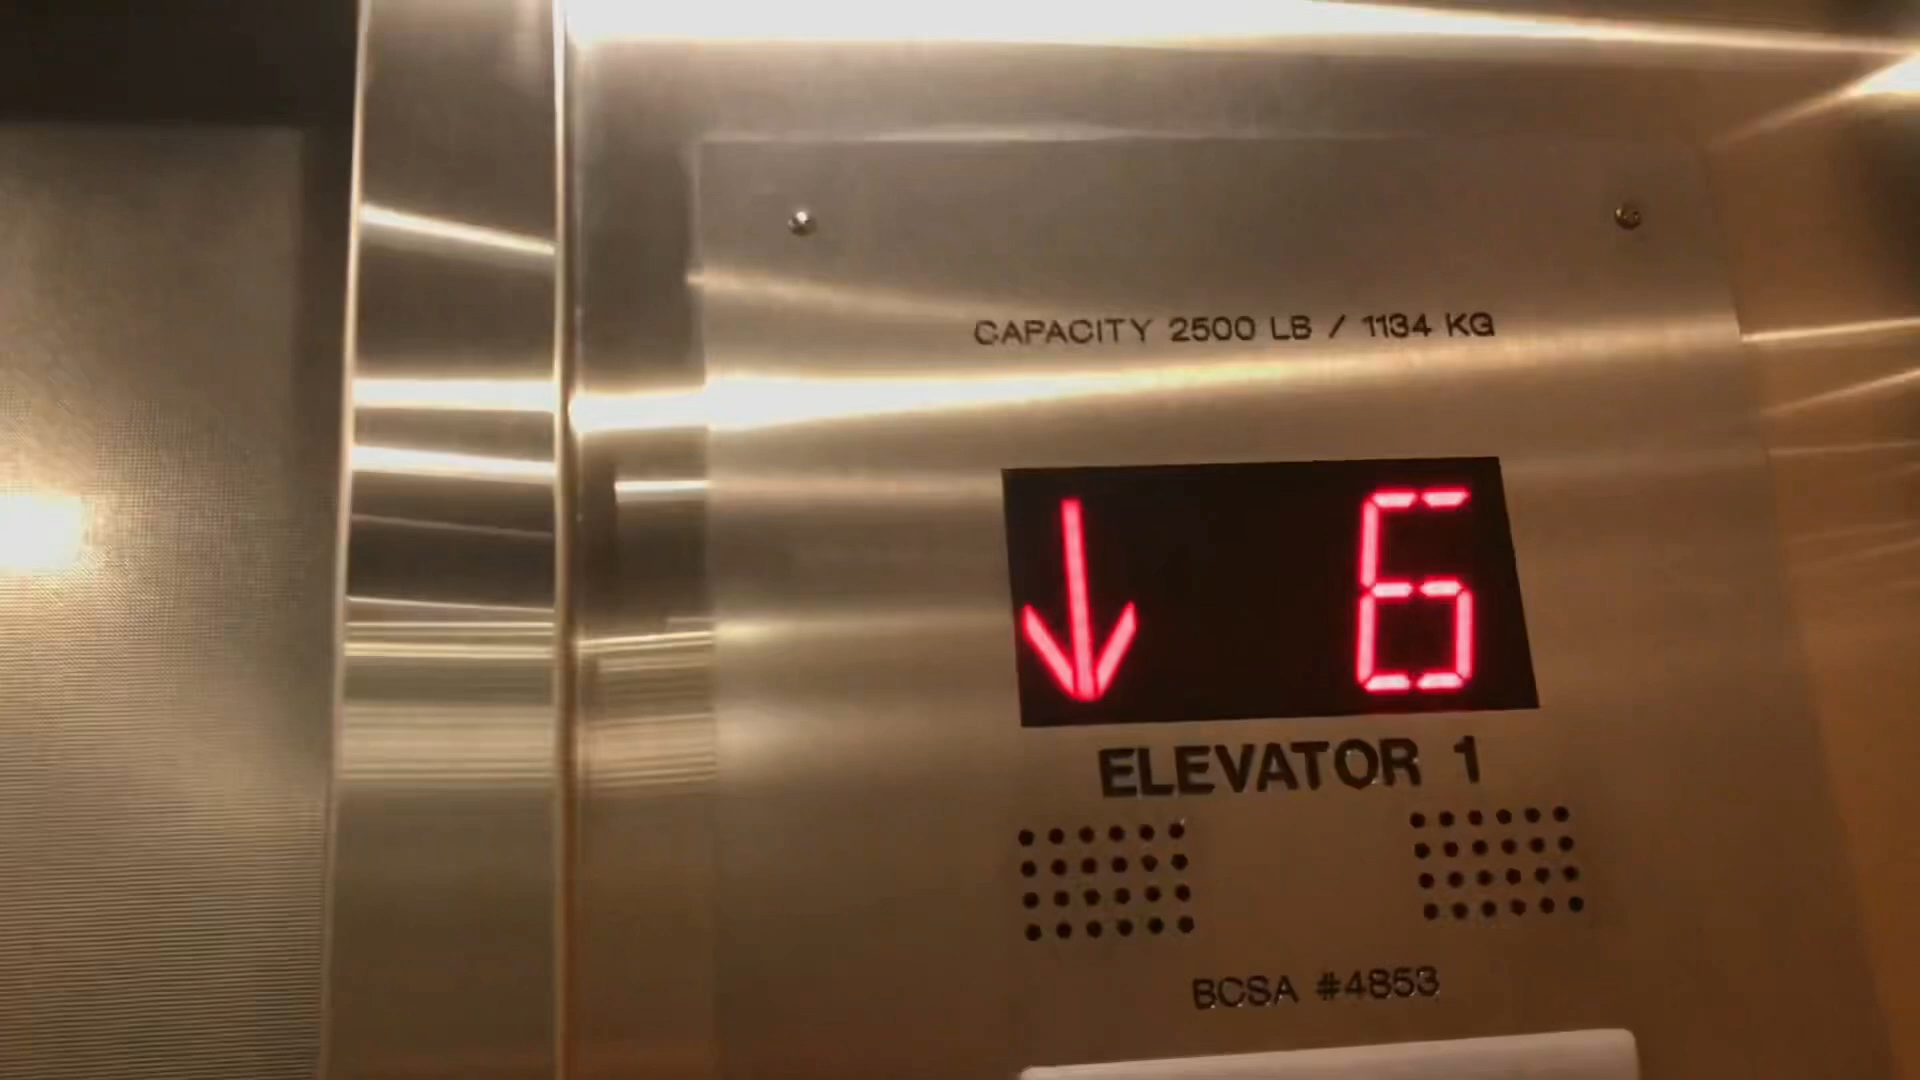 CAPACITY 2500 LB / 1134 KG
↓ 6
ELEVATOR 1
BCSA #4853